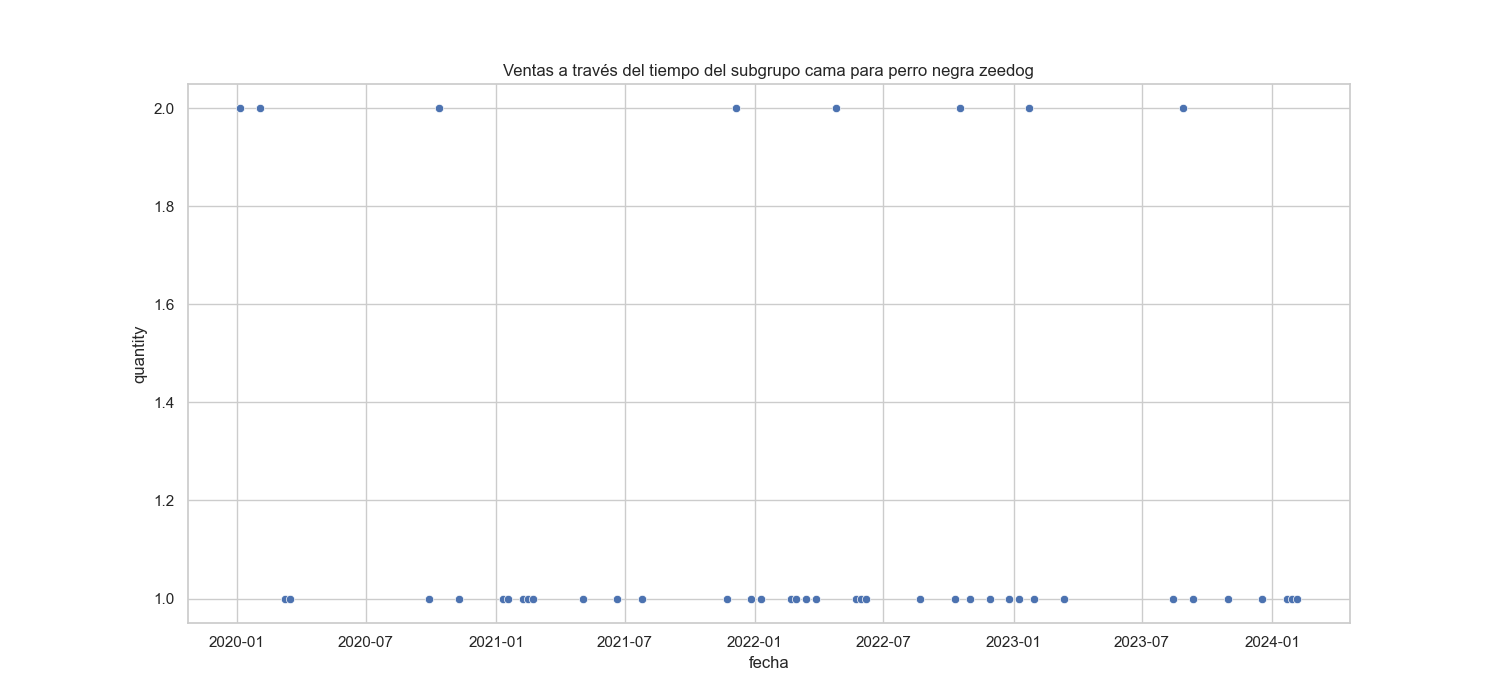 Ventas a través del tiempo del subgrupo cama para perro negra zeedog
2.0
1.8
1.6
1.4
1.2
1.0
quantity
2020-01 2020-07 2021-01 2021-07 2022-01 2022-07 2023-01 2023-07 2024-01
fecha